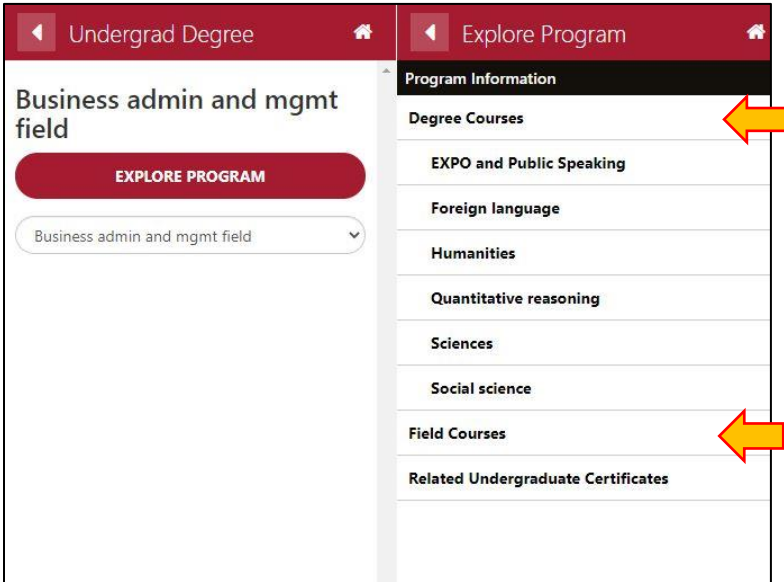 Undergrad Degree
Business admin and mgmt
field
EXPLORE PROGRAM
Business admin and mgmt field
Explore Program
Program Information
Degree Courses
EXPO and Public Speaking
Foreign language
Humanities
Quantitative reasoning
Sciences
Social science
Field Courses
Related Undergraduate Certificates